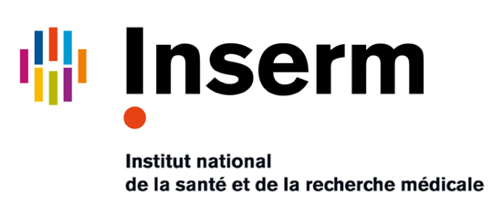 Inserm
Institut national
de la santé et de la recherche médicale